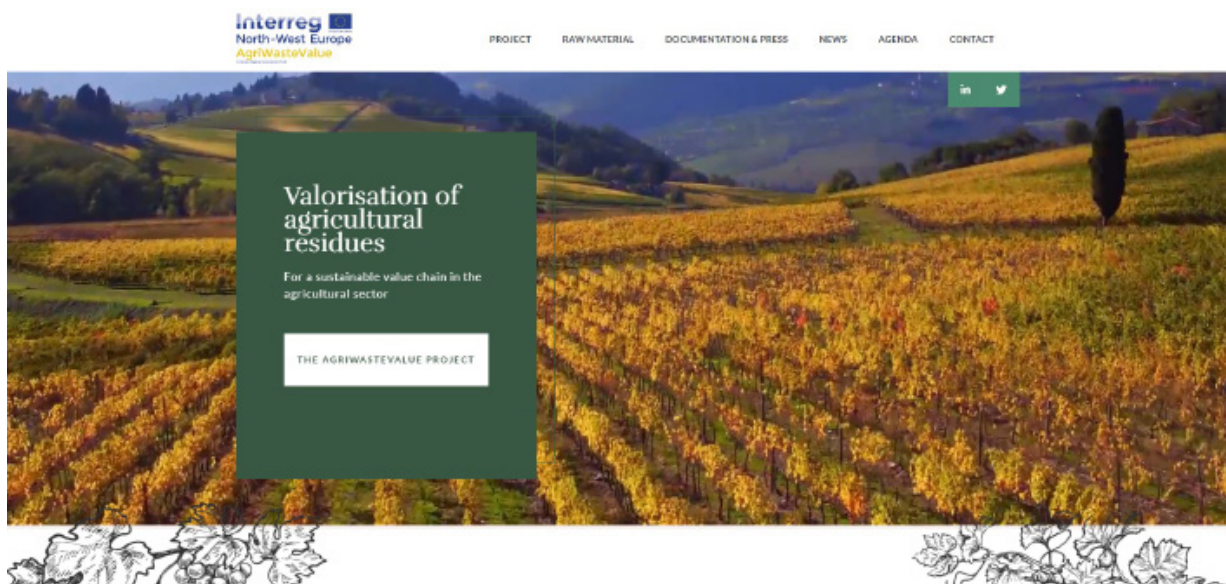 Interreg
North-West Europe
AgriWasteValue
PROJECT
RAW MATERIAL
DOCUMENTATION & PRESS
NEWS
AGENDA
CONTACT
in
Valorisation of
agricultural
residues
For a sustainable value chain in the
agricultural sector
THE AGRIWASTEVALUE PROJECT